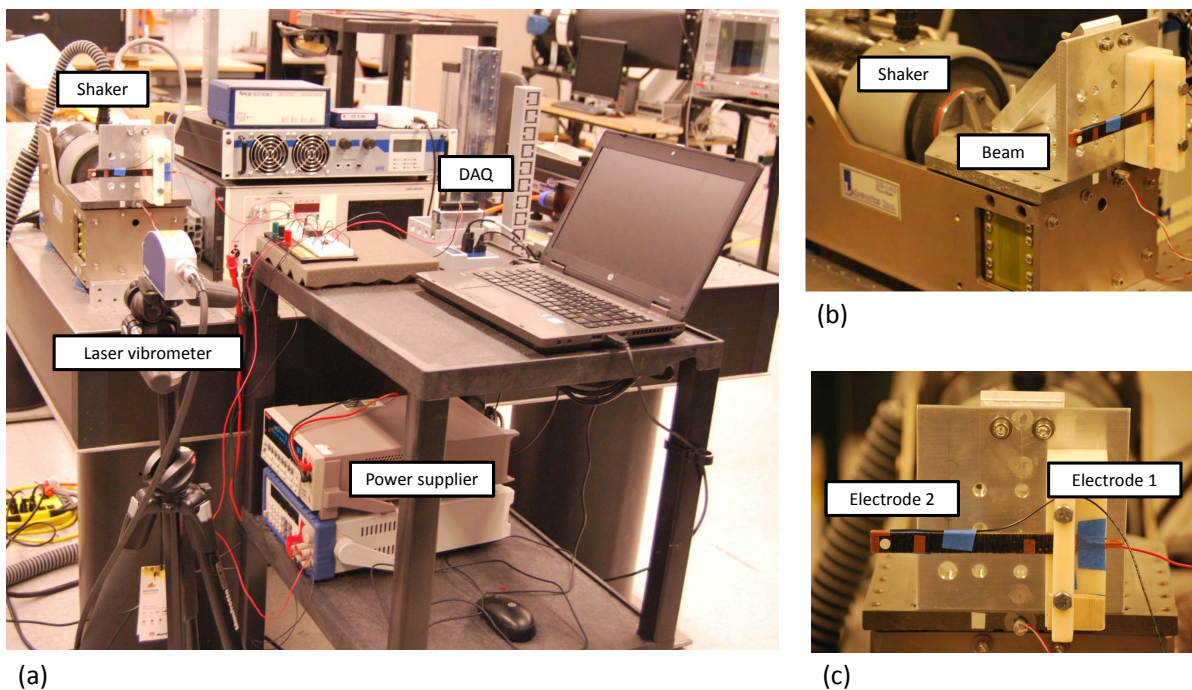 Shaker
DAQ
Laser vibrometer
Power supplier
(a)
Shaker
Beam
(b)
Electrode 2
Electrode 1
(c)